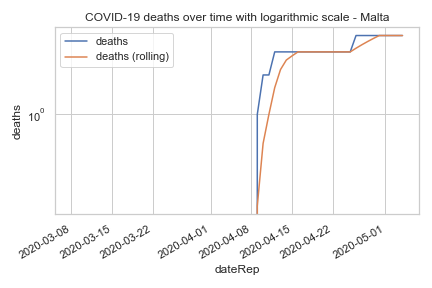 COVID-19 deaths over time with logarithmic scale - Malta
deaths
deaths (rolling)
deaths
10^0
2020-03-08
2020-03-15
2020-03-22
2020-04-01
2020-04-08
2020-04-15
2020-04-22
2020-05-01
dateRep